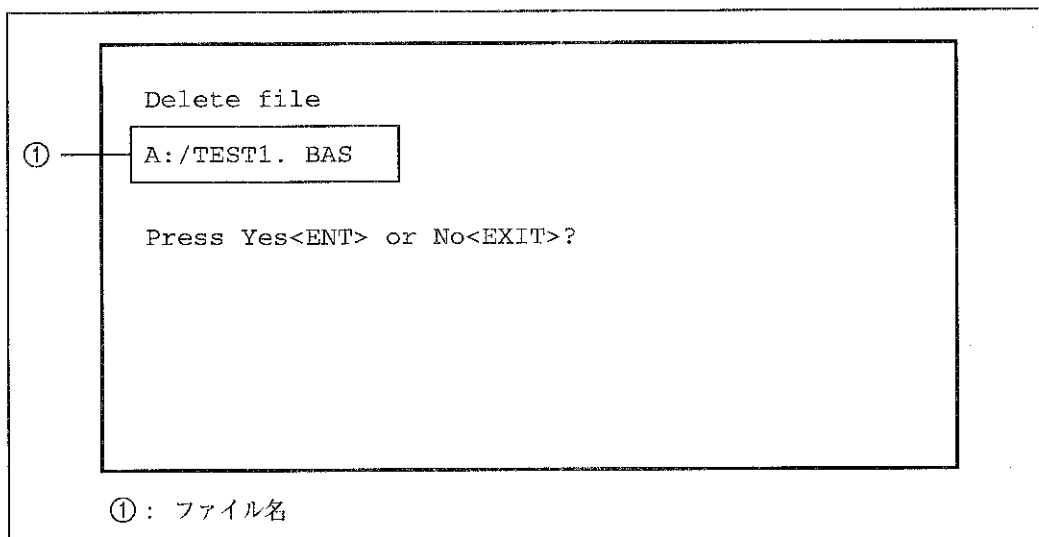 Delete file
① A:/TEST1. BAS
Press Yes<ENT> or No<EXIT>?
①: ファイル名